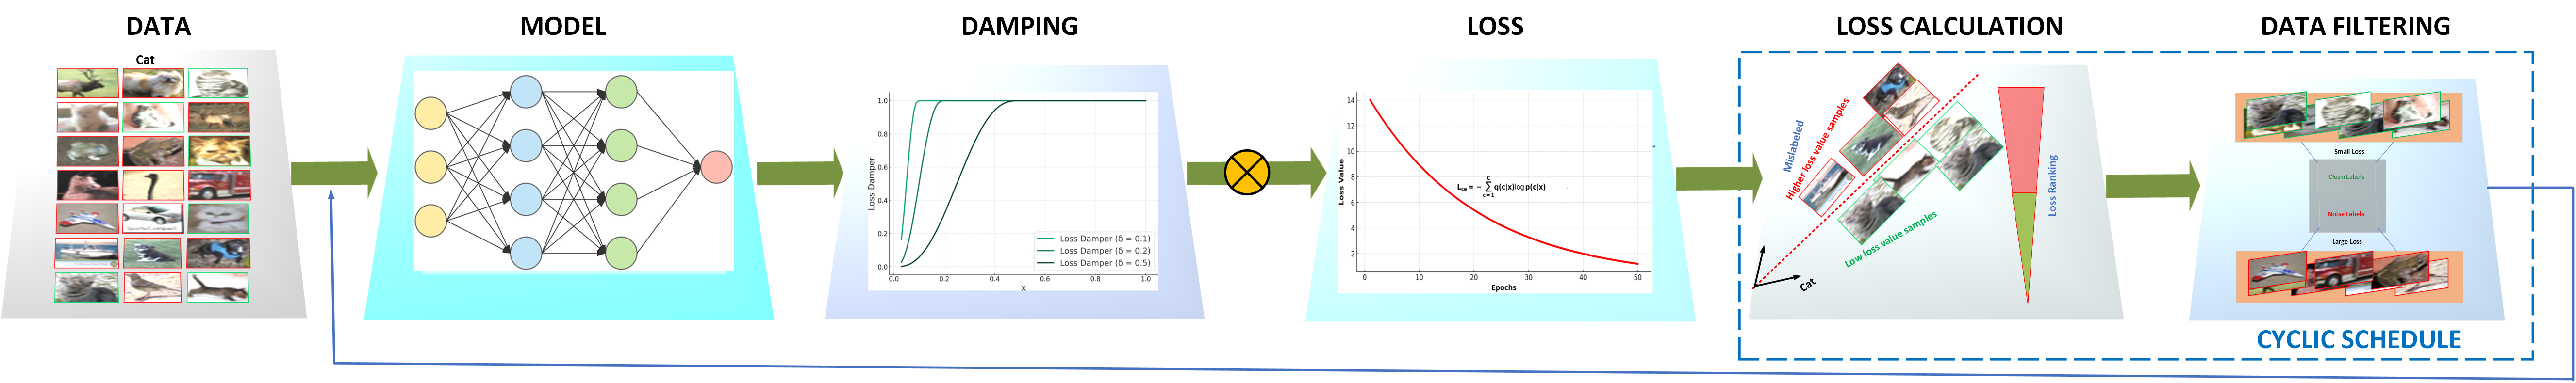 DATA
Cat
MODEL
DAMPING
1.0
0.8
0.6
0.4
0.2
0.0
Loss Damper
0.0 0.2 0.4 0.6 0.8 1.0
x
Loss Damper (δ = 0.1)
Loss Damper (δ = 0.2)
Loss Damper (δ = 0.5)
LOSS
14
12
10
8
6
4
2
Loss Value
0 10 20 30 40 50
Epochs
L_ce = − ∑_{c=1}^{C} q(c|x)log p(c|x)
LOSS CALCULATION
Mislabeled
Higher loss value samples
Low loss value samples
Cat
Loss Ranking
DATA FILTERING
Small Loss
Clean Labels
Noise Labels
Large Loss
CYCLIC SCHEDULE